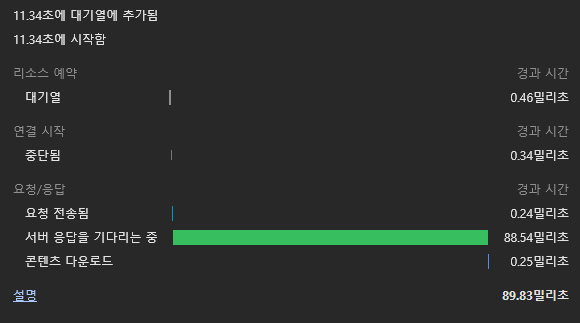 11.34초에 대기열에 추가됨
11.34초에 시작함
리소스 예약 경과 시간
대기열 0.46밀리초
연결 시작 경과 시간
중단됨 0.34밀리초
요청/응답 경과 시간
요청 전송됨 0.24밀리초
서버 응답을 기다리는 중 88.54밀리초
콘텐츠 다운로드 0.25밀리초
설명 89.83밀리초